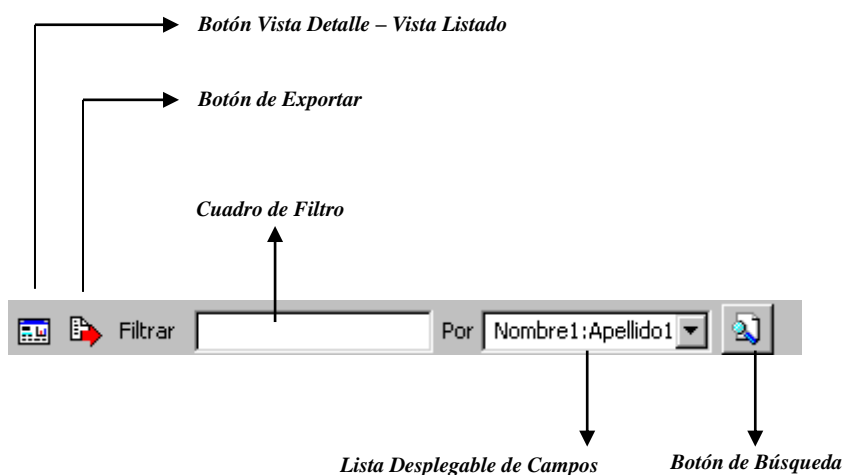 Botón Vista Detalle – Vista Listado
Botón de Exportar
Cuadro de Filtro
Filtrar Por Nombre1:Apellido1
Lista Desplegable de Campos Botón de Búsqueda